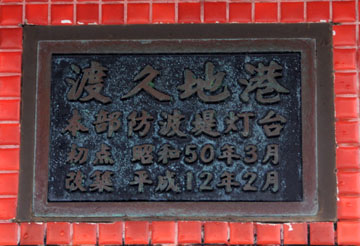 渡久地港
本部防波堤灯台
初点 昭和50年3月
改築 平成12年2月